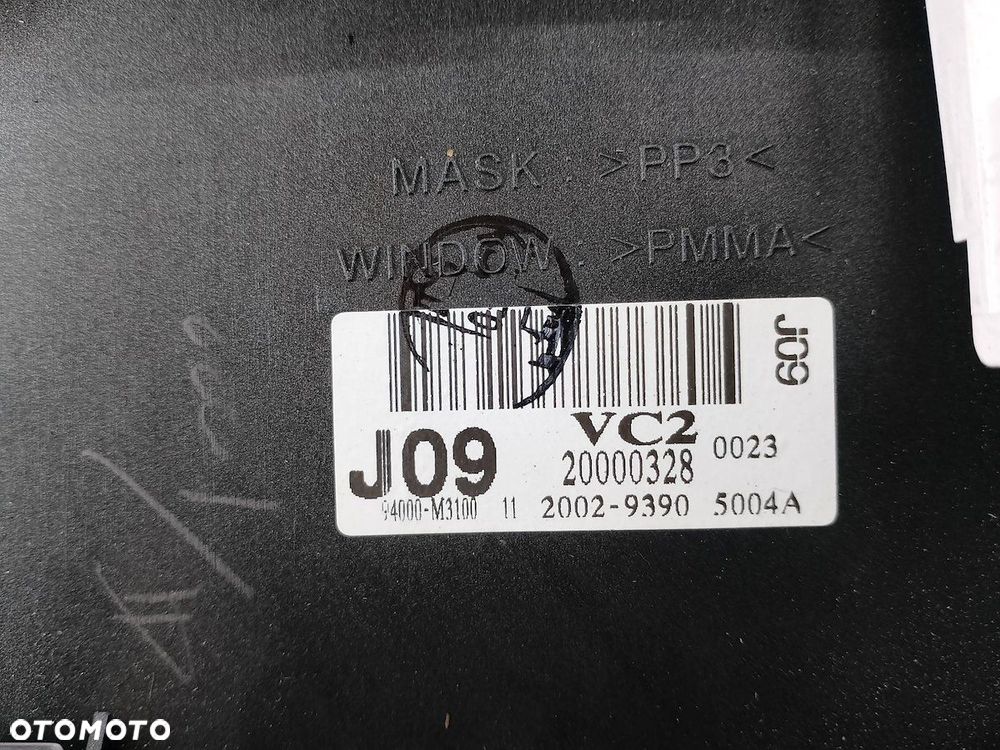 MASK : >PP3<
WINDOW : >PMMA<
J09
J09
VC2
20000328
0023
94000-M3100
11
2002-9390
5004A
OTOMOTO